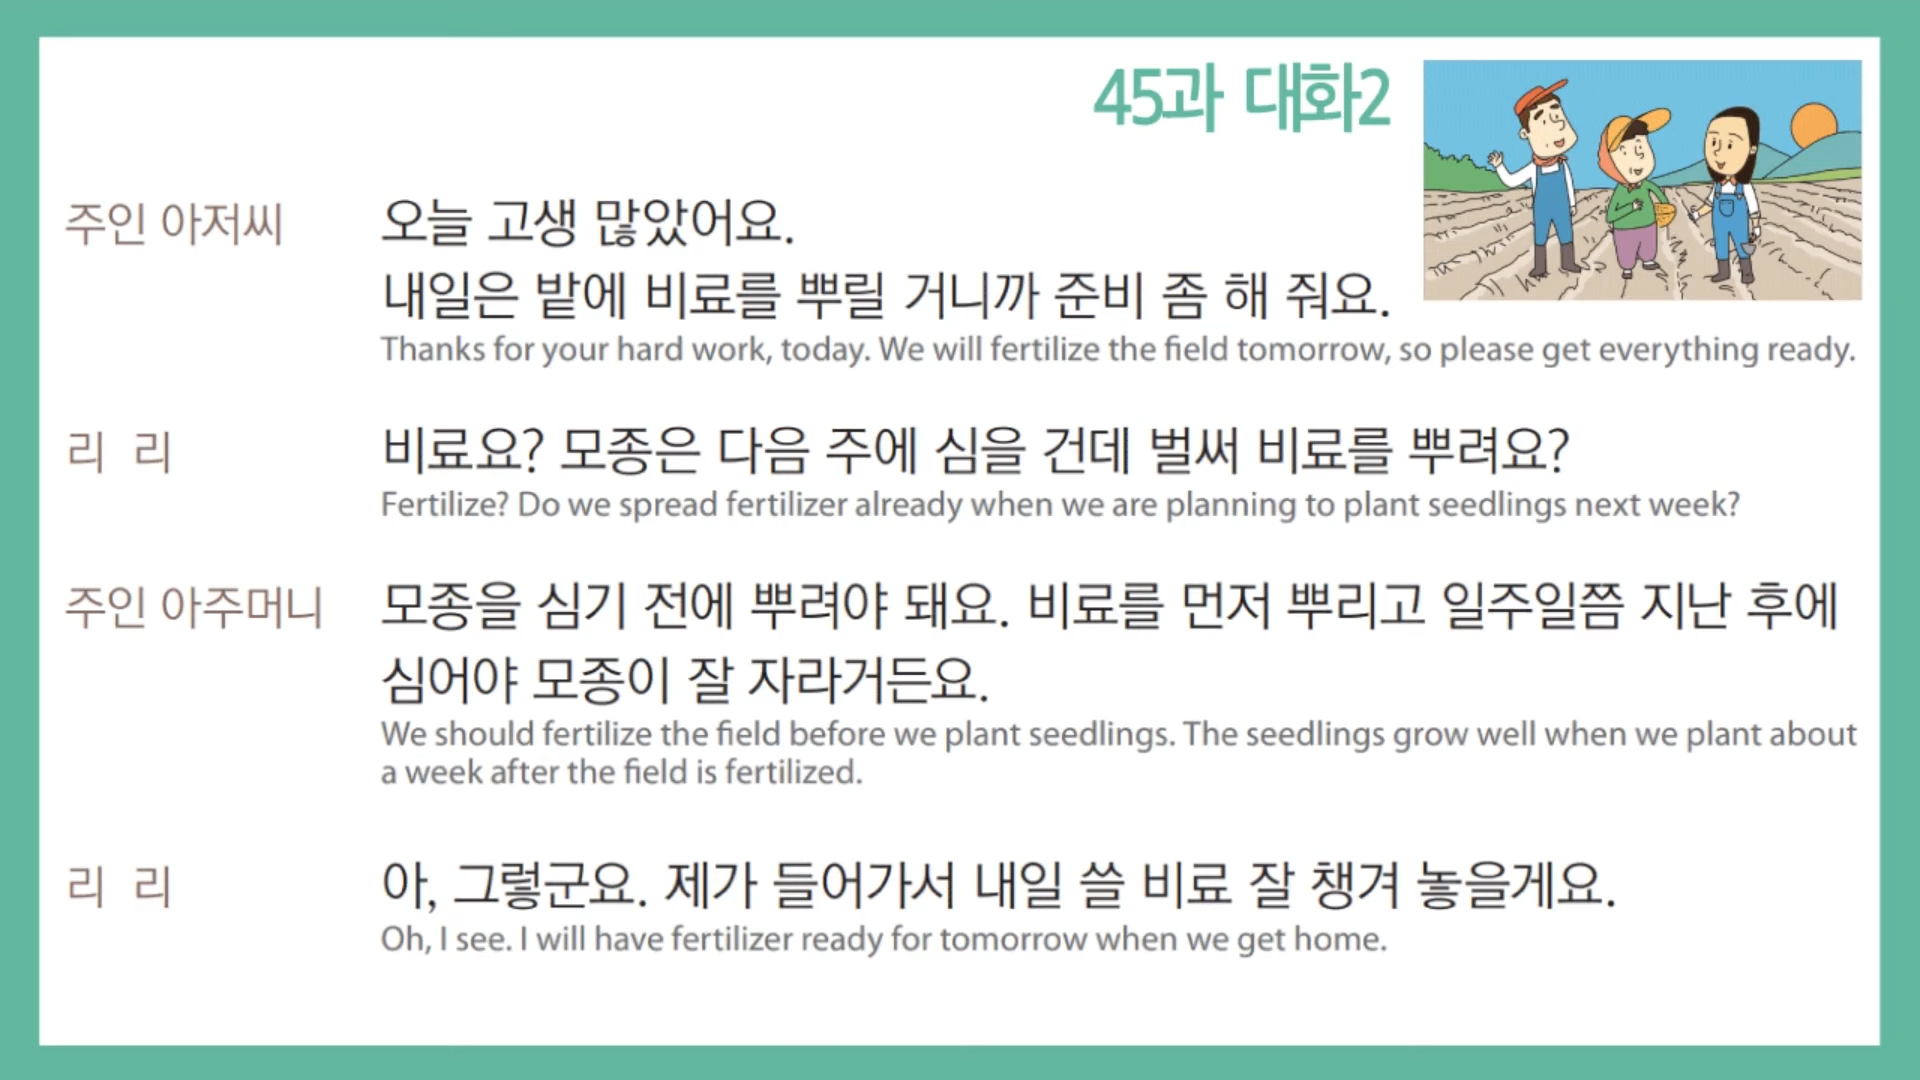 45과 대화2
주인 아저씨
오늘 고생 많았어요.
내일은 밭에 비료를 뿌릴 거니까 준비 좀 해 줘요.
Thanks for your hard work, today. We will fertilize the field tomorrow, so please get everything ready.
리 리
비료요? 모종은 다음 주에 심을 건데 벌써 비료를 뿌려요?
Fertilize? Do we spread fertilizer already when we are planning to plant seedlings next week?
주인 아주머니
모종을 심기 전에 뿌려야 돼요. 비료를 먼저 뿌리고 일주일쯤 지난 후에
심어야 모종이 잘 자라거든요.
We should fertilize the field before we plant seedlings. The seedlings grow well when we plant about
a week after the field is fertilized.
리 리
아, 그렇군요. 제가 들어가서 내일 쓸 비료 잘 챙겨 놓을게요.
Oh, I see. I will have fertilizer ready for tomorrow when we get home.